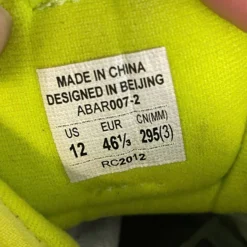 MADE IN CHINA
DESIGNED IN BEIJING
ABAR007-2
US EUR CN(MM)
12 46⅓ 295(3)
RC2012